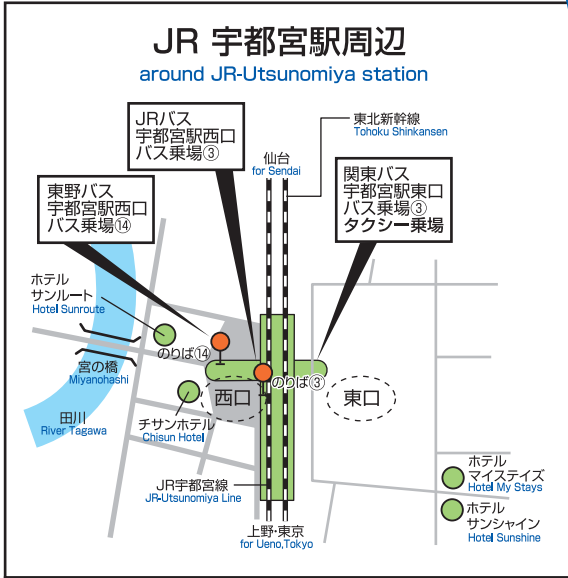 JR 宇都宮駅周辺
around JR-Utsunomiya station
JRバス
宇都宮駅西口
バス乗場③
東北新幹線
Tohoku Shinkansen
仙台
for Sendai
関東バス
宇都宮駅東口
バス乗場③
タクシー乗場
東野バス
宇都宮駅西口
バス乗場⑭
ホテル
サンルート
Hotel Sunroute
のりば⑭
宮の橋
Miyanohashi
のりば③
西口
東口
田川
River Tagawa
チサンホテル
Chisun Hotel
ホテル
マイステイズ
Hotel My Stays
JR宇都宮線
JR-Utsunomiya Line
ホテル
サンシャイン
Hotel Sunshine
上野・東京
for Ueno,Tokyo